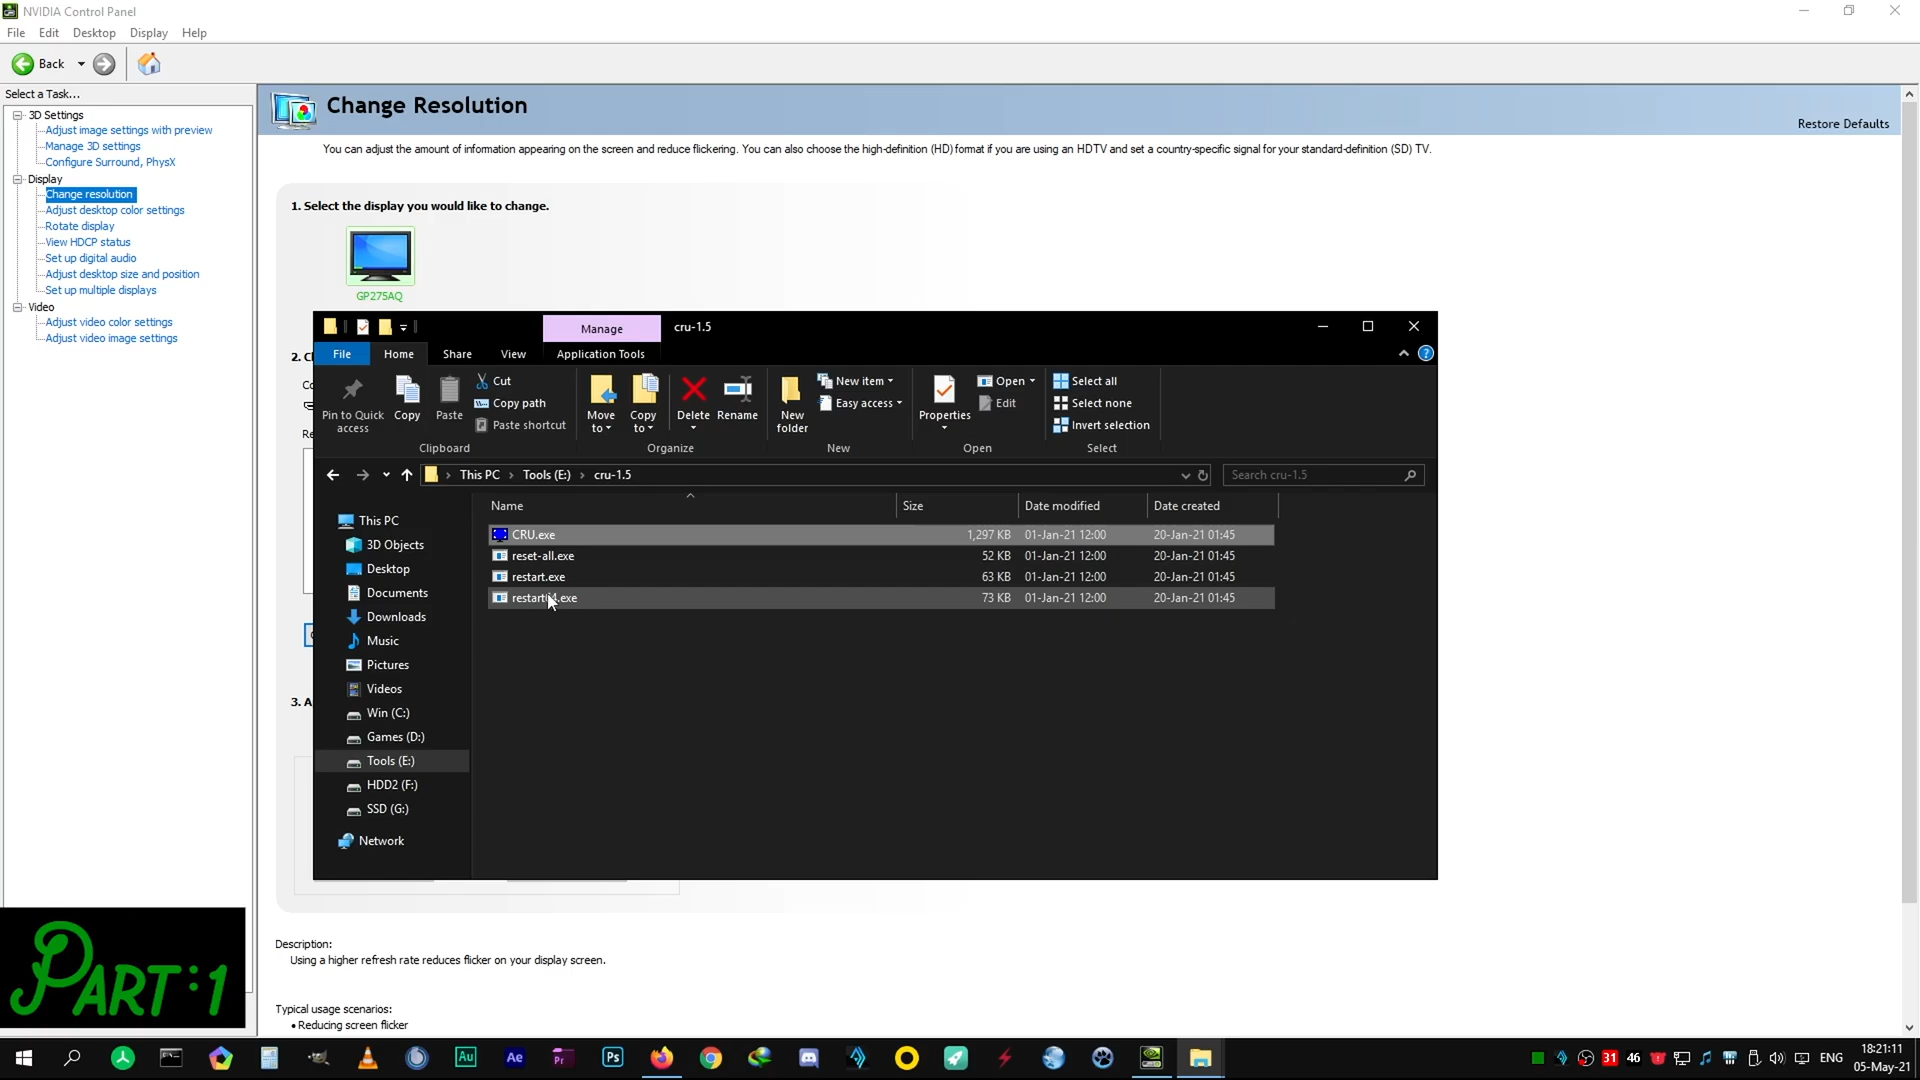 NVIDIA Control Panel
File Edit Desktop Display Help
Back
Select a Task...
3D Settings
Adjust image settings with preview
Manage 3D settings
Configure Surround, PhysX
Display
Change resolution
Adjust desktop color settings
Rotate display
View HDCP status
Set up digital audio
Adjust desktop size and position
Set up multiple displays
Video
Adjust video color settings
Adjust video image settings
Change Resolution
Restore Defaults
You can adjust the amount of information appearing on the screen and reduce flickering. You can also choose the high-definition (HD) format if you are using an HDTV and set a country-specific signal for your standard-definition (SD) TV.
1. Select the display you would like to change.
GP275AQ
2. C
3. A
Manage cru-1.5
File Home Share View Application Tools
Pin to Quick access
Copy
Paste
Cut
Copy path
Paste shortcut
Clipboard
Move to
Copy to
Delete
Rename
Organize
New folder
New item
Easy access
New
Properties
Open
Edit
Open
Select all
Select none
Invert selection
Select
This PC > Tools (E:) > cru-1.5
Search cru-1.5
This PC
3D Objects
Desktop
Documents
Downloads
Music
Pictures
Videos
Win (C:)
Games (D:)
Tools (E:)
HDD2 (F:)
SSD (G:)
Network
Name Size Date modified Date created
CRU.exe 1,297 KB 01-Jan-21 12:00 20-Jan-21 01:45
reset-all.exe 52 KB 01-Jan-21 12:00 20-Jan-21 01:45
restart.exe 63 KB 01-Jan-21 12:00 20-Jan-21 01:45
restart64.exe 73 KB 01-Jan-21 12:00 20-Jan-21 01:45
Description:
Using a higher refresh rate reduces flicker on your display screen.
Typical usage scenarios:
• Reducing screen flicker
PART:1
Au Ae Pr Ps
31 46 ENG
18:21:11
05-May-21